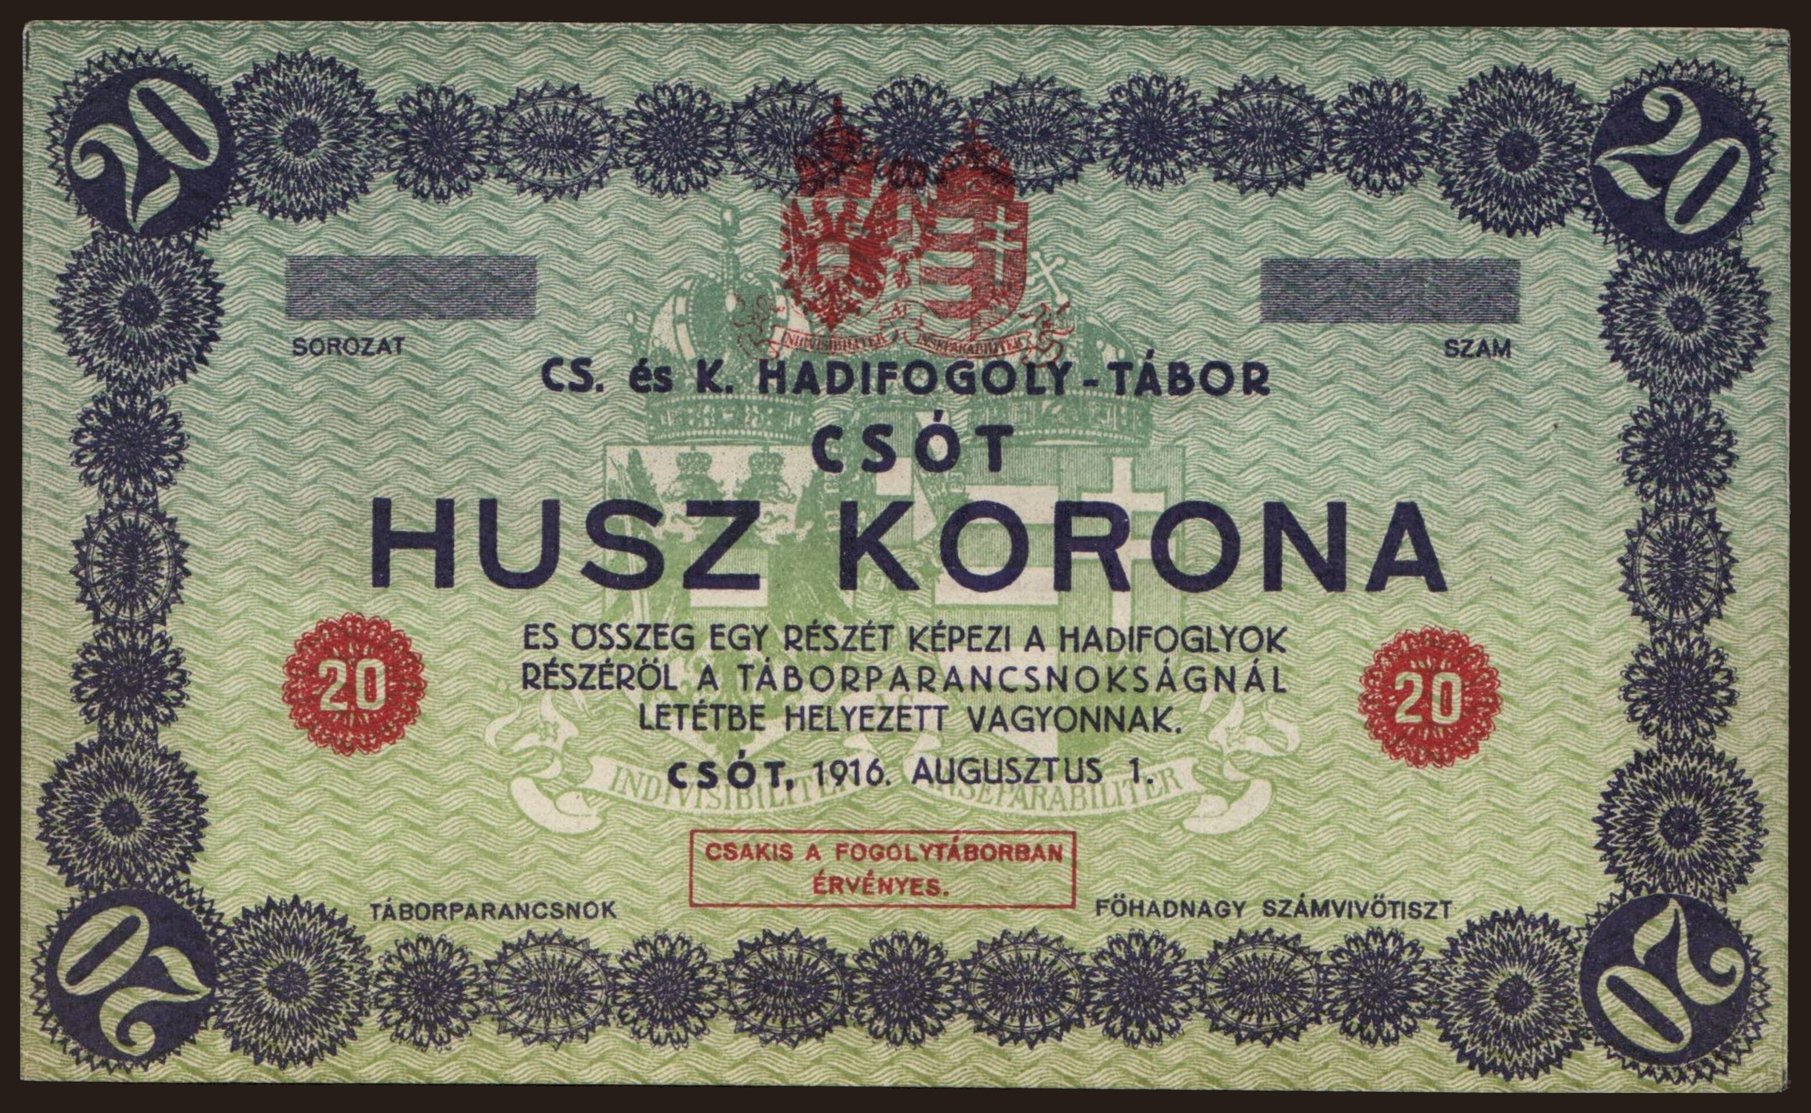 20 20
INDIVISIBILITER AC INSEPARABILITER
SOROZAT
SZAM
CS. és K. HADIFOGOLY-TÁBOR
CSÓT
HUSZ KORONA
ES ÖSSZEG EGY RÉSZÉT KÉPEZI A HADIFOGLYOK
20
RÉSZÉRÖL A TÁBORPARANCSNOKSÁGNÁL
20
LETÉTBE HELYEZETT VAGYONNAK.
CSÓT, 1916. AUGUSZTUS 1.
INDIVISIBILITER INSEPARABILITER
CSAKIS A FOGOLYTÁBORBAN
ÉRVÉNYES.
TÁBORPARANCSNOK
FÖHADNAGY SZÁMVIVÖTISZT
20 20